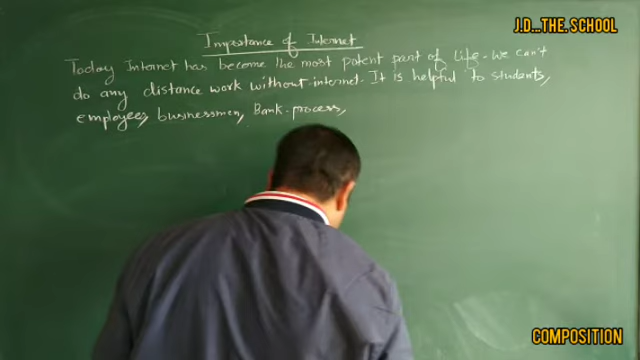 J.D...THE. SCHOOL
Importance of Internet
Today Internet has become the most potent part of life. We can't
do any distance work without internet. It is helpful to students,
employees, businessmen, Bank-process,
COMPOSITION